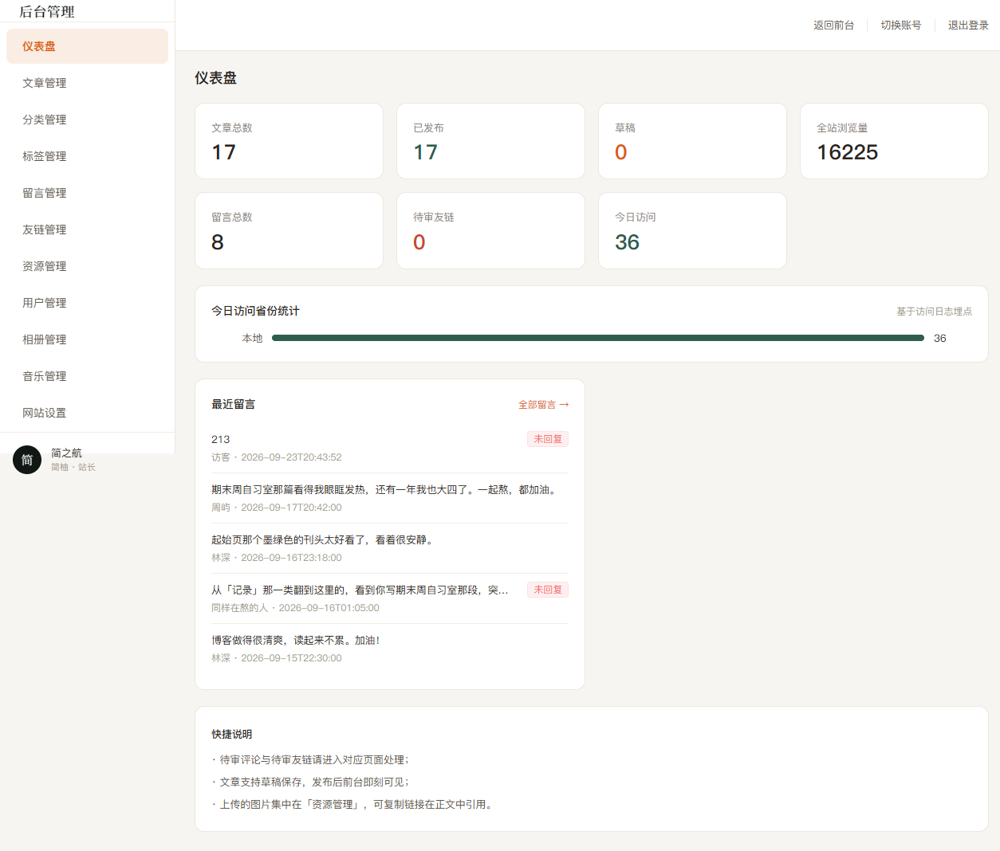 后台管理
仪表盘
文章管理
分类管理
标签管理
留言管理
友链管理
资源管理
用户管理
相册管理
音乐管理
网站设置
简
简之航
简柚 · 站长
返回前台
切换账号
退出登录
仪表盘
文章总数
17
已发布
17
草稿
0
全站浏览量
16225
留言总数
8
待审友链
0
今日访问
36
今日访问省份统计
基于访问日志埋点
本地 36
最近留言
全部留言 →
213
未回复
访客 · 2026-09-23T20:43:52
期末周自习室那篇看得我眼眶发热，还有一年我也大四了。一起熬，都加油。
周屿 · 2026-09-17T20:42:00
起始页那个墨绿色的刊头太好看了，看着很安静。
林深 · 2026-09-16T23:18:00
从「记录」那一类翻到这里的，看到你写期末周自习室那段，突…
未回复
同样在熬的人 · 2026-09-16T01:05:00
博客做得很清爽，读起来不累。加油！
林深 · 2026-09-15T22:30:00
快捷说明
· 待审评论与待审友链请进入对应页面处理；
· 文章支持草稿保存，发布后前台即刻可见；
· 上传的图片集中在「资源管理」，可复制链接在正文中引用。